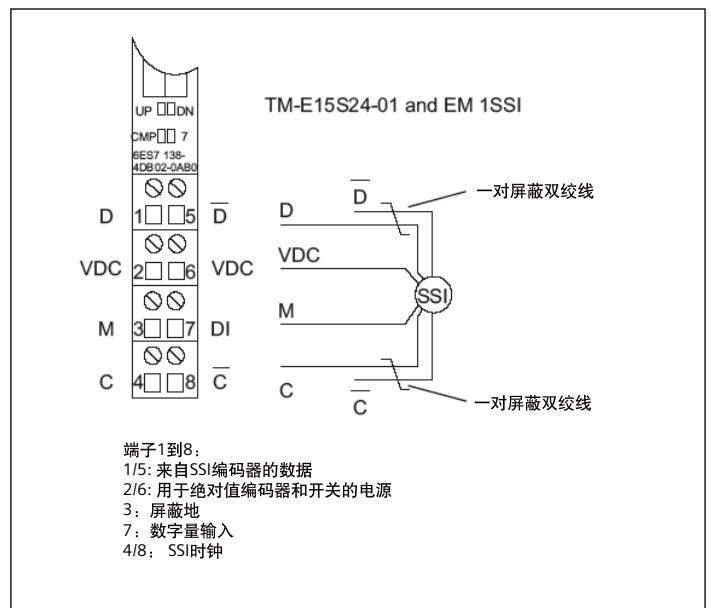 UP DN
TM-E15S24-01 and EM 1SSI
CMP 7
6ES7 138-
4DB02-0AB0
D 1 5 D̅ D D̅ 一对屏蔽双绞线
VDC 2 6 VDC VDC
SSI
M 3 7 DI M
C 4 8 C̅ C C̅ 一对屏蔽双绞线
端子1到8：
1/5: 来自SSI编码器的数据
2/6: 用于绝对值编码器和开关的电源
3：屏蔽地
7：数字量输入
4/8： SSI时钟